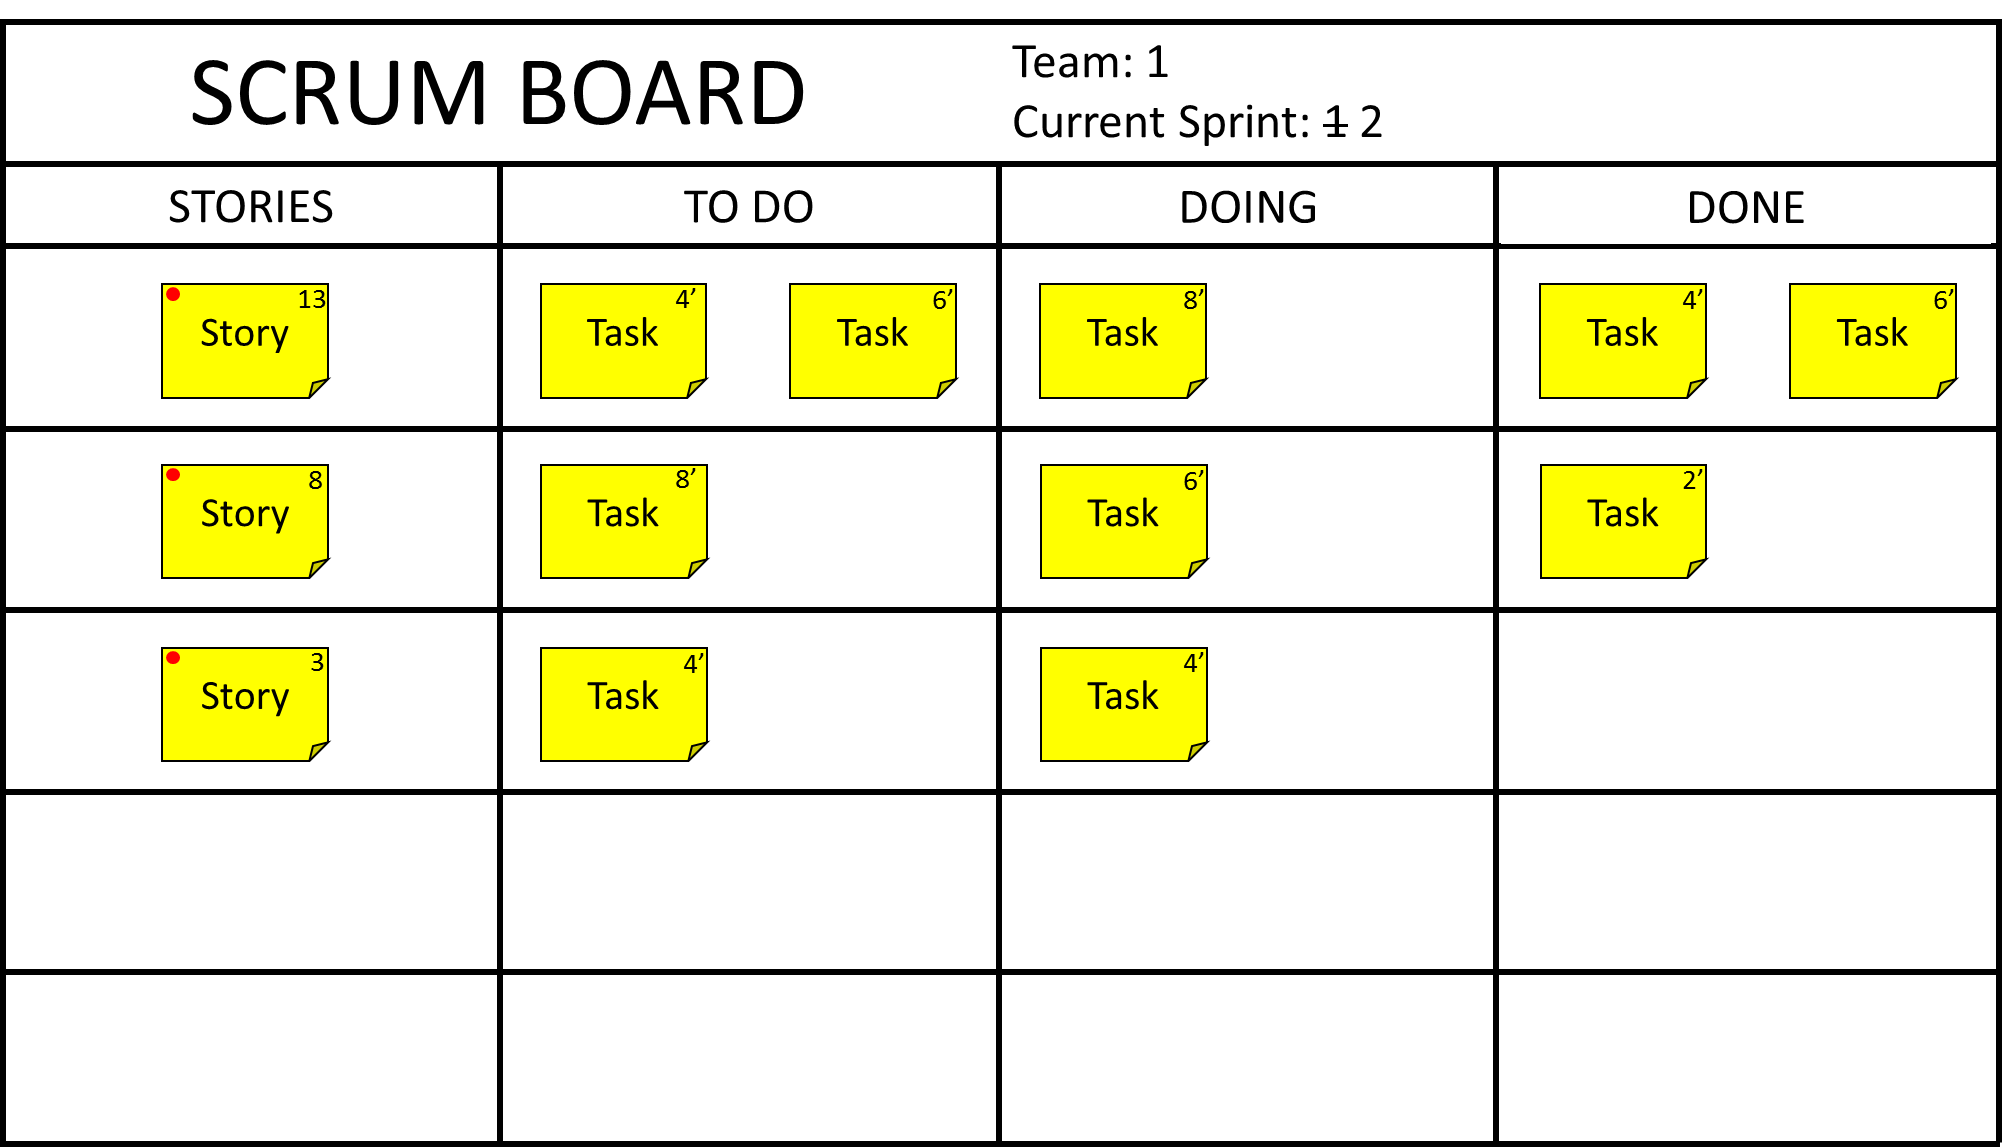 SCRUM BOARD
Team: 1
Current Sprint: 1 2
STORIES TO DO DOING DONE
13 4’ 6’ 8’ 4’ 6’
Story Task Task Task Task Task
8 8’ 6’ 2’
Story Task Task Task
3 4’ 4’
Story Task Task